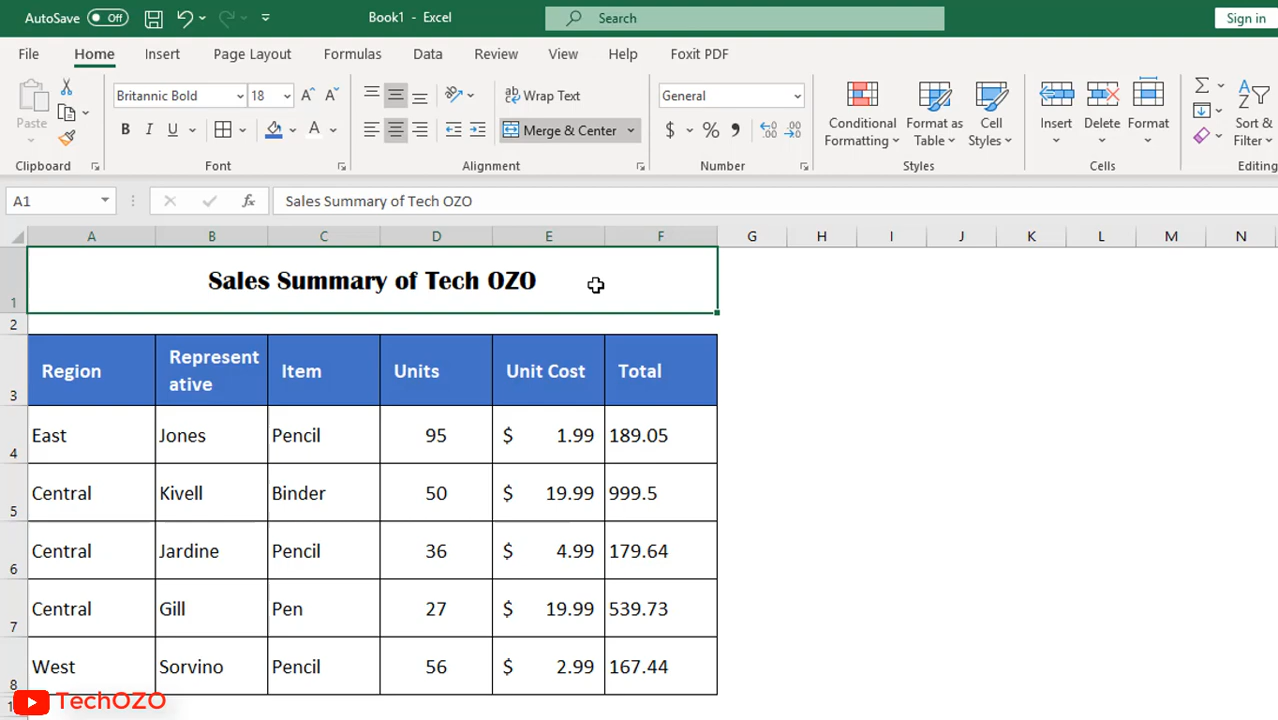 AutoSave Off Book1 - Excel Search Sign in
File Home Insert Page Layout Formulas Data Review View Help Foxit PDF
Paste
Clipboard
Britannic Bold 18 A A
B I U A
Font
ab Wrap Text
Merge & Center
Alignment
General
$ % 9
Number
Conditional Formatting
Format as Table
Cell Styles
Styles
Insert Delete Format
Cells
Sort & Filter
Editing
A1 fx Sales Summary of Tech OZO
A B C D E F G H I J K L M N
1 Sales Summary of Tech OZO
2
3 Region Representative Item Units Unit Cost Total
4 East Jones Pencil 95 $ 1.99 189.05
5 Central Kivell Binder 50 $ 19.99 999.5
6 Central Jardine Pencil 36 $ 4.99 179.64
7 Central Gill Pen 27 $ 19.99 539.73
8 West Sorvino Pencil 56 $ 2.99 167.44
TechOZO